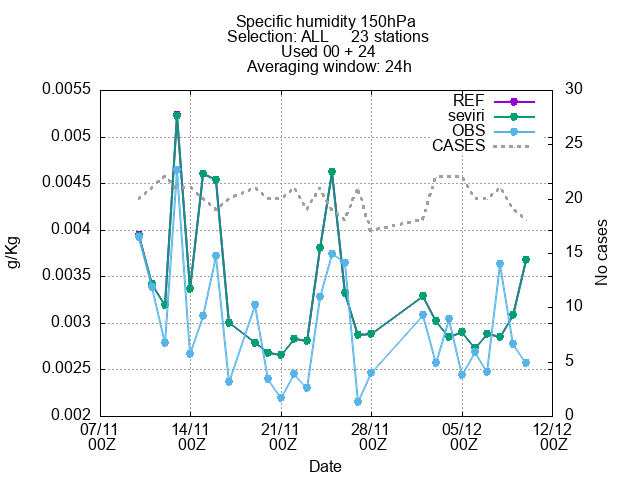 Specific humidity 150hPa
Selection: ALL 23 stations
Used 00 + 24
Averaging window: 24h
0.0055
0.005
0.0045
0.004
0.0035
0.003
0.0025
0.002
g/Kg
REF
seviri
OBS
CASES
30
25
20
15
10
5
0
No cases
07/11 14/11 21/11 28/11 05/12 12/12
00Z 00Z 00Z 00Z 00Z 00Z
Date